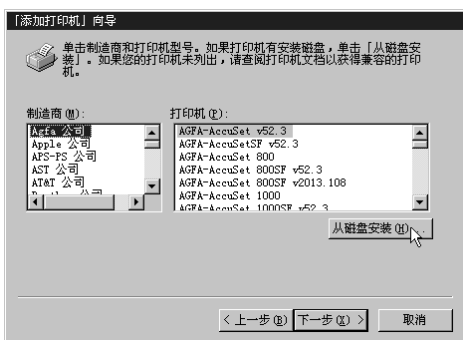 「添加打印机」向导
单击制造商和打印机型号。如果打印机有安装磁盘，单击「从磁盘安
装」。如果您的打印机未列出，请查阅打印机文档以获得兼容的打印
机。
制造商(M):
打印机(P):
Agfa 公司
Apple 公司
APS-PS 公司
AST 公司
AT&T 公司
AGFA-AccuSet v52.3
AGFA-AccuSetSF v52.3
AGFA-AccuSet 800
AGFA-AccuSet 800SF v52.3
AGFA-AccuSet 800SF v2013.108
AGFA-AccuSet 1000
AGFA-AccuSet 1000SF v52.3
从磁盘安装(H)...
< 上一步(B)
下一步(X) >
取消